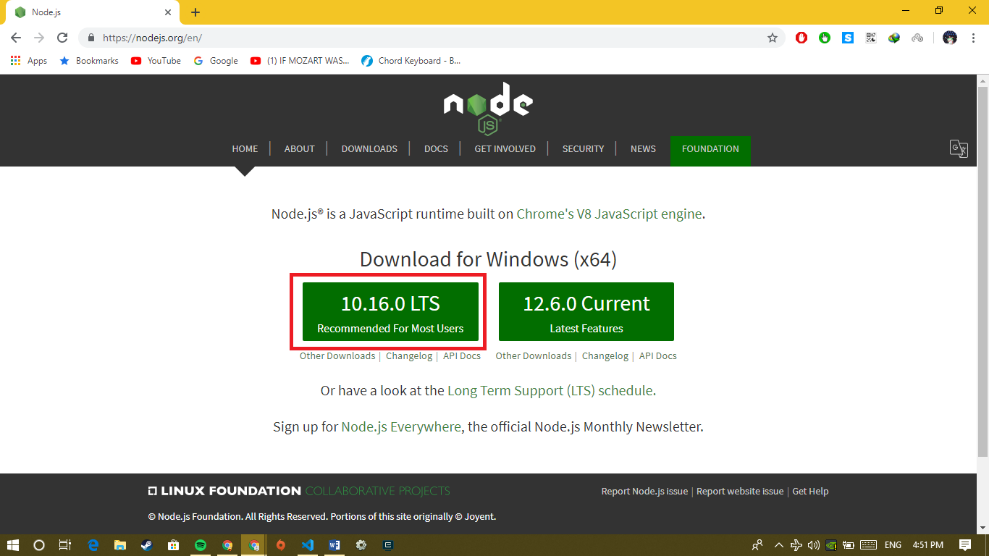 Node.js
https://nodejs.org/en/
Apps Bookmarks YouTube Google (1) IF MOZART WAS... Chord Keyboard - B...
node
JS
HOME ABOUT DOWNLOADS DOCS GET INVOLVED SECURITY NEWS FOUNDATION
Node.js® is a JavaScript runtime built on Chrome's V8 JavaScript engine.
Download for Windows (x64)
10.16.0 LTS
Recommended For Most Users
12.6.0 Current
Latest Features
Other Downloads | Changelog | API Docs
Other Downloads | Changelog | API Docs
Or have a look at the Long Term Support (LTS) schedule.
Sign up for Node.js Everywhere, the official Node.js Monthly Newsletter.
LINUX FOUNDATION COLLABORATIVE PROJECTS
Report Node.js issue | Report website issue | Get Help
© Node.js Foundation. All Rights Reserved. Portions of this site originally © Joyent.
ENG 4:51 PM